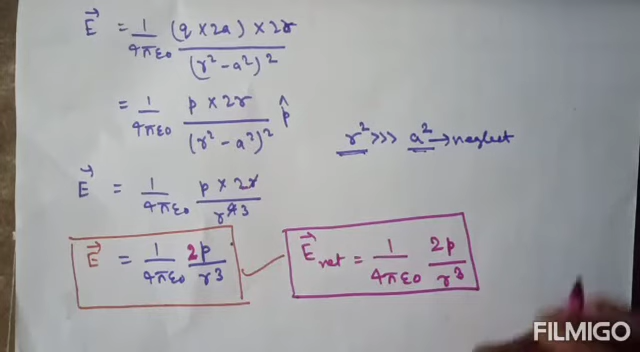 E⃗ = 1/4πε0 (q × 2a) × 2r/(r² - a²)²
= 1/4πε0 p × 2r/(r² - a²)² p̂
r² >>> a² → neglect
E⃗ = 1/4πε0 p × 2r/r⁴3
E⃗ = 1/4πε0 2p/r3
E⃗net = 1/4πε0 2p/r³
FILMIGO